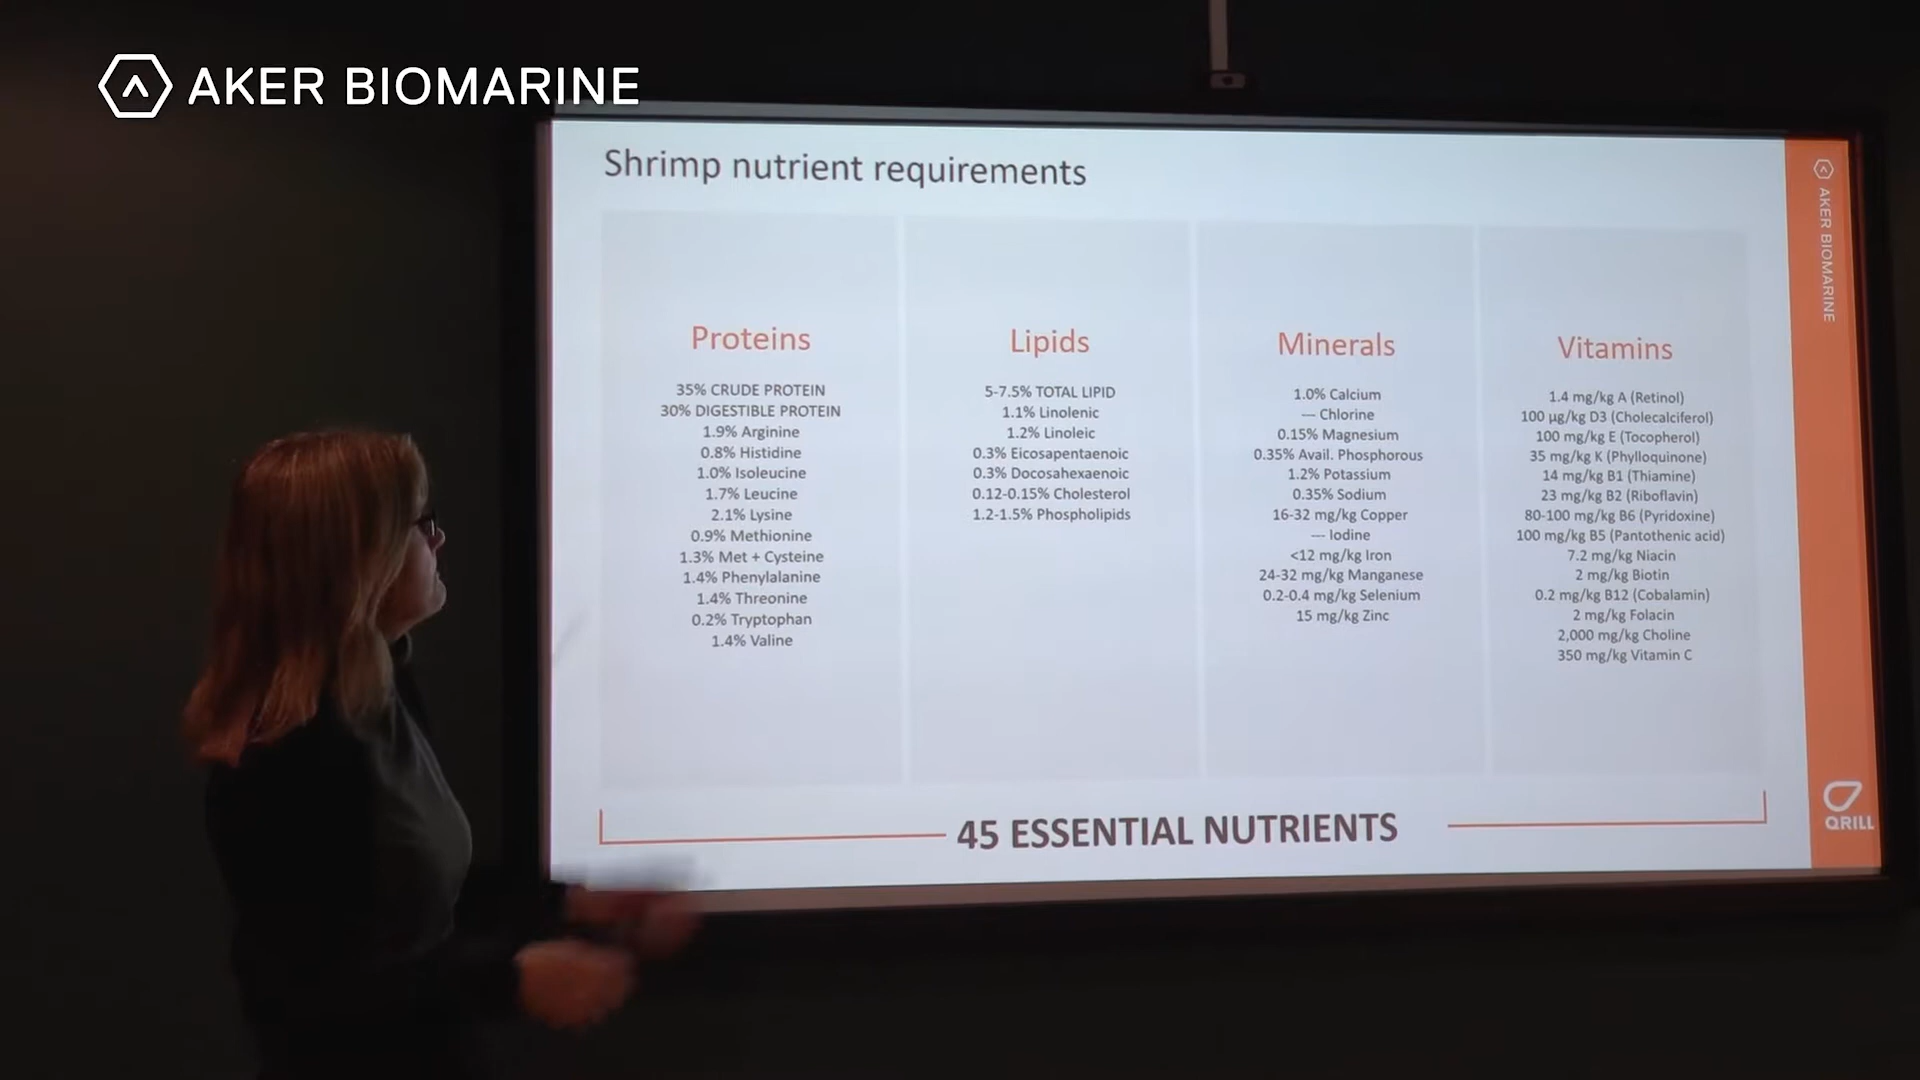 AKER BIOMARINE
Shrimp nutrient requirements
Proteins
35% CRUDE PROTEIN
30% DIGESTIBLE PROTEIN
1.9% Arginine
0.8% Histidine
1.0% Isoleucine
1.7% Leucine
2.1% Lysine
0.9% Methionine
1.3% Met + Cysteine
1.4% Phenylalanine
1.4% Threonine
0.2% Tryptophan
1.4% Valine
Lipids
5-7.5% TOTAL LIPID
1.1% Linolenic
1.2% Linoleic
0.3% Eicosapentaenoic
0.3% Docosahexaenoic
0.12-0.15% Cholesterol
1.2-1.5% Phospholipids
Minerals
1.0% Calcium
--- Chlorine
0.15% Magnesium
0.35% Avail. Phosphorous
1.2% Potassium
0.35% Sodium
16-32 mg/kg Copper
--- Iodine
<12 mg/kg Iron
24-32 mg/kg Manganese
0.2-0.4 mg/kg Selenium
15 mg/kg Zinc
Vitamins
1.4 mg/kg A (Retinol)
100 µg/kg D3 (Cholecalciferol)
100 mg/kg E (Tocopherol)
35 mg/kg K (Phylloquinone)
14 mg/kg B1 (Thiamine)
23 mg/kg B2 (Riboflavin)
80-100 mg/kg B6 (Pyridoxine)
100 mg/kg B5 (Pantothenic acid)
7.2 mg/kg Niacin
2 mg/kg Biotin
0.2 mg/kg B12 (Cobalamin)
2 mg/kg Folacin
2,000 mg/kg Choline
350 mg/kg Vitamin C
45 ESSENTIAL NUTRIENTS
AKER BIOMARINE
QRILL